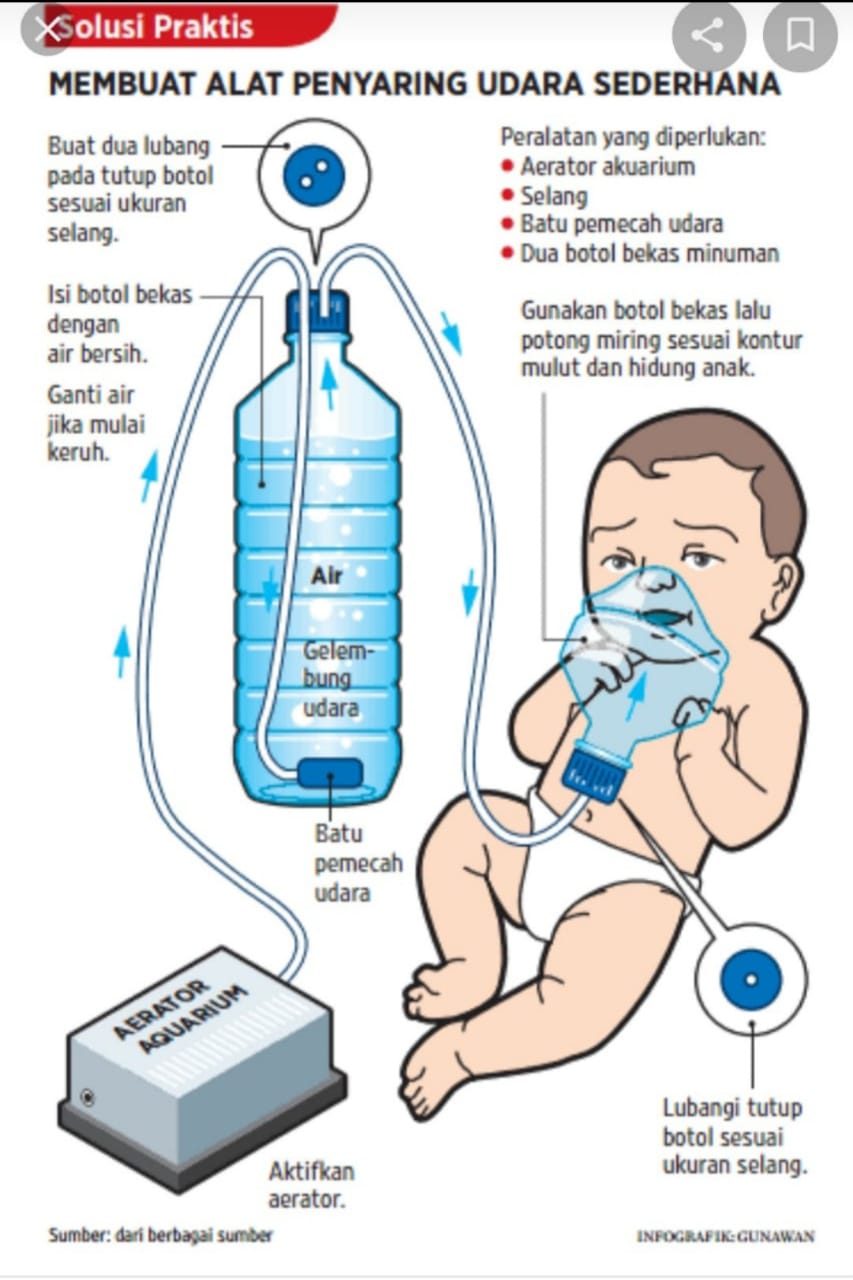 Solusi Praktis
MEMBUAT ALAT PENYARING UDARA SEDERHANA
Buat dua lubang
pada tutup botol
sesuai ukuran
selang.
Peralatan yang diperlukan:
• Aerator akuarium
• Selang
• Batu pemecah udara
• Dua botol bekas minuman
Isi botol bekas
dengan
air bersih.
Ganti air
jika mulai
keruh.
Gunakan botol bekas lalu
potong miring sesuai kontur
mulut dan hidung anak.
Air
Gelem-
bung
udara
Batu
pemecah
udara
AERATOR
AQUARIUM
Aktifkan
aerator.
Lubangi tutup
botol sesuai
ukuran selang.
Sumber: dari berbagai sumber
INFOGRAFIK: GUNAWAN